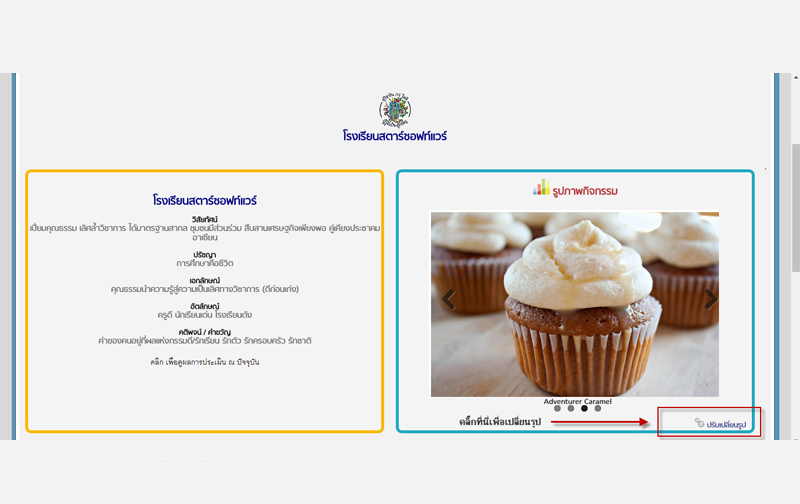 โรงเรียนสตาร์ซอฟท์แวร์
โรงเรียนสตาร์ซอฟท์แวร์
วิสัยทัศน์
เปี่ยมคุณธรรม เลิศล้ำวิชาการ ได้มาตรฐานสากล ชุมชนมีส่วนร่วม สืบสานเศรษฐกิจเพียงพอ คู่เคียงประชาคม
อาเซียน
ปรัชญา
การศึกษาคือชีวิต
เอกลักษณ์
คุณธรรมนำความรู้สู่ความเป็นเลิศทางวิชาการ (ดีก่อนเก่ง)
อัตลักษณ์
ครูดี นักเรียนเด่น โรงเรียนดัง
คติพจน์ / คำขวัญ
ค่าของคนอยู่ที่ผลแห่งกรรมดี/รักเรียน รักตัว รักครอบครัว รักชาติ
คลิก เพื่อดูผลการประเมิน ณ ปัจจุบัน
รูปภาพกิจกรรม
Adventurer Caramel
คลิ๊กที่นี่เพื่อเปลี่ยนรูป
ปรับเปลี่ยนรูป